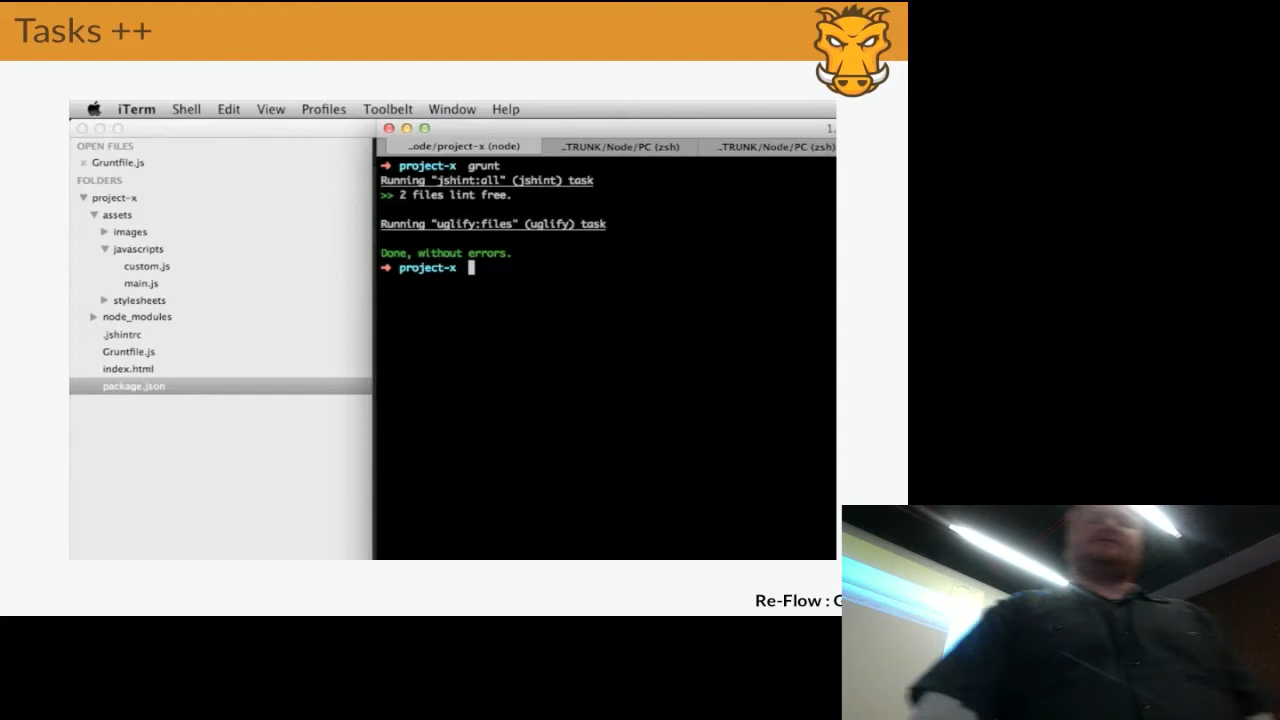 Tasks ++
iTerm Shell Edit View Profiles Toolbelt Window Help
1.
OPEN FILES
× Gruntfile.js
FOLDERS
project-x
assets
images
javascripts
custom.js
main.js
stylesheets
node_modules
.jshintrc
Gruntfile.js
index.html
package.json
..ode/project-x (node) ..TRUNK/Node/PC (zsh) ..TRUNK/Node/PC (zsh)
→ project-x grunt
Running "jshint:all" (jshint) task
>> 2 files lint free.
Running "uglify:files" (uglify) task
Done, without errors.
→ project-x
Re-Flow : G